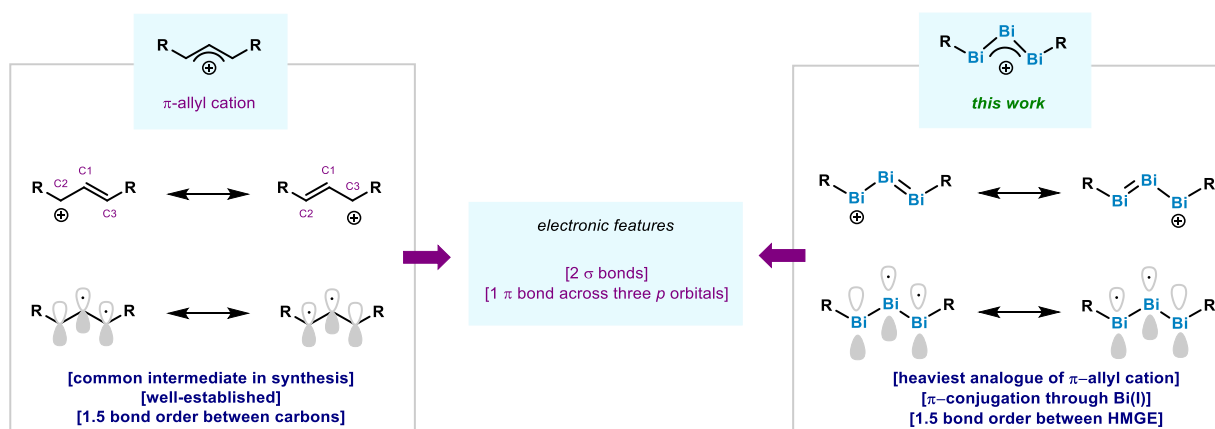 R R
⊕
π-allyl cation
C1 C1
R C2 R R C3 R
⊕ C3 C2 ⊕
R R R R
[common intermediate in synthesis]
[well-established]
[1.5 bond order between carbons]
electronic features
[2 σ bonds]
[1 π bond across three p orbitals]
Bi
R R
Bi Bi
⊕
this work
R Bi R R Bi R
Bi Bi Bi Bi
⊕ ⊕
R Bi R R Bi R
Bi Bi Bi Bi
[heaviest analogue of π−allyl cation]
[π−conjugation through Bi(I)]
[1.5 bond order between HMGE]